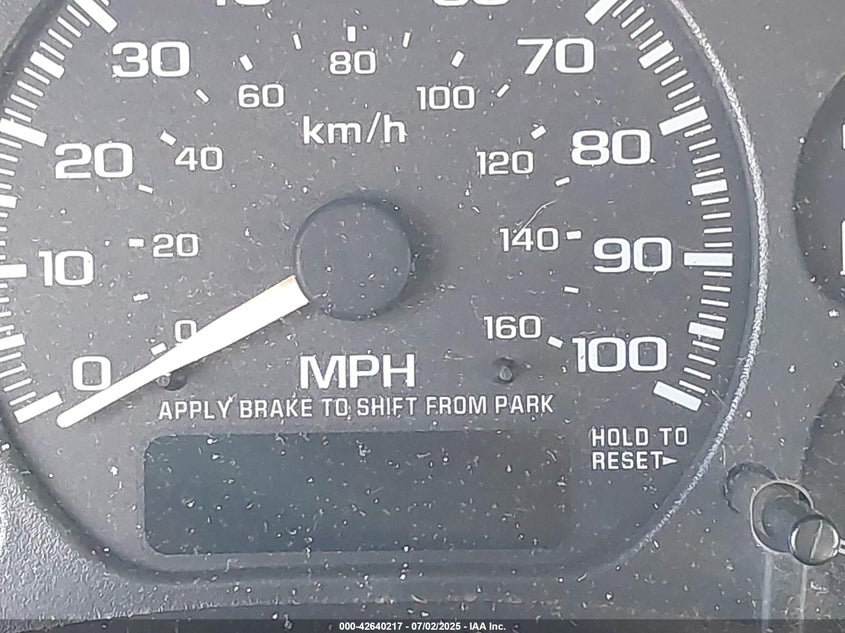 30
80
70
60
100
km/h
20
40
120
80
10
20
140
90
0
160
0
MPH
100
APPLY BRAKE TO SHIFT FROM PARK
HOLD TO
RESET
000-42640217 - 07/02/2025 - IAA Inc.